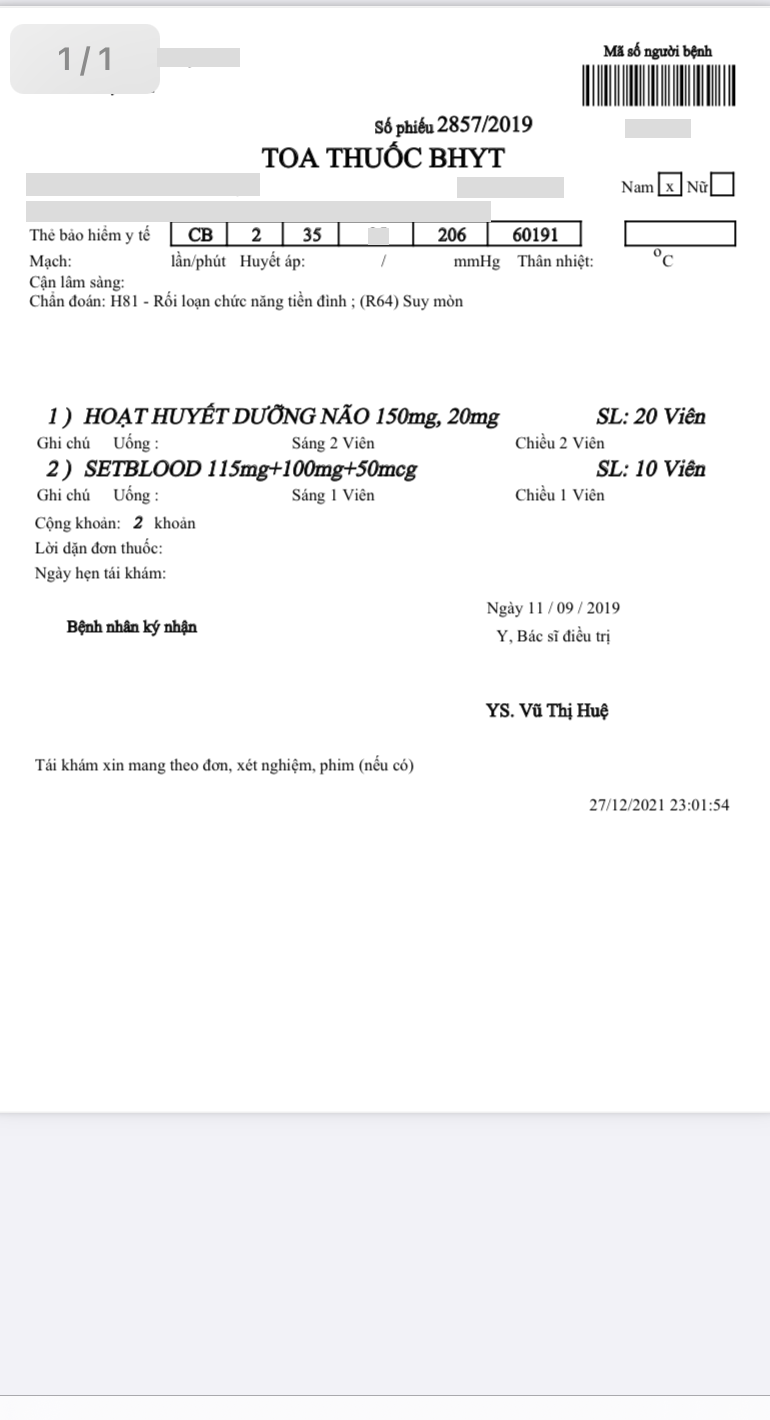 1/1
Mã số người bệnh
Số phiếu 2857/2019
TOA THUỐC BHYT
Nam x Nữ
Thẻ bảo hiểm y tế CB 2 35 206 60191
Mạch: lần/phút Huyết áp: / mmHg Thân nhiệt: °C
Cận lâm sàng:
Chẩn đoán: H81 - Rối loạn chức năng tiền đình ; (R64) Suy mòn
1 ) HOẠT HUYẾT DƯỠNG NÃO 150mg, 20mg SL: 20 Viên
Ghi chú Uống : Sáng 2 Viên Chiều 2 Viên
2 ) SETBLOOD 115mg+100mg+50mcg SL: 10 Viên
Ghi chú Uống : Sáng 1 Viên Chiều 1 Viên
Cộng khoản: 2 khoản
Lời dặn đơn thuốc:
Ngày hẹn tái khám:
Ngày 11 / 09 / 2019
Bệnh nhân ký nhận
Y, Bác sĩ điều trị
YS. Vũ Thị Huệ
Tái khám xin mang theo đơn, xét nghiệm, phim (nếu có)
27/12/2021 23:01:54